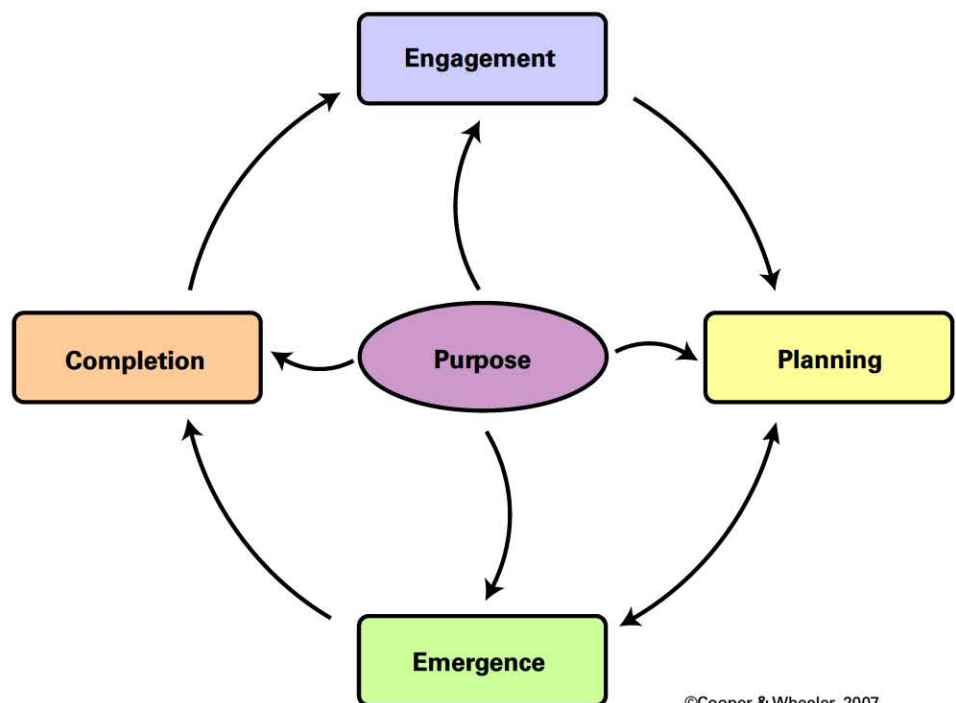 Engagement
Completion
Purpose
Planning
Emergence
©Cooper & Wheeler, 2007